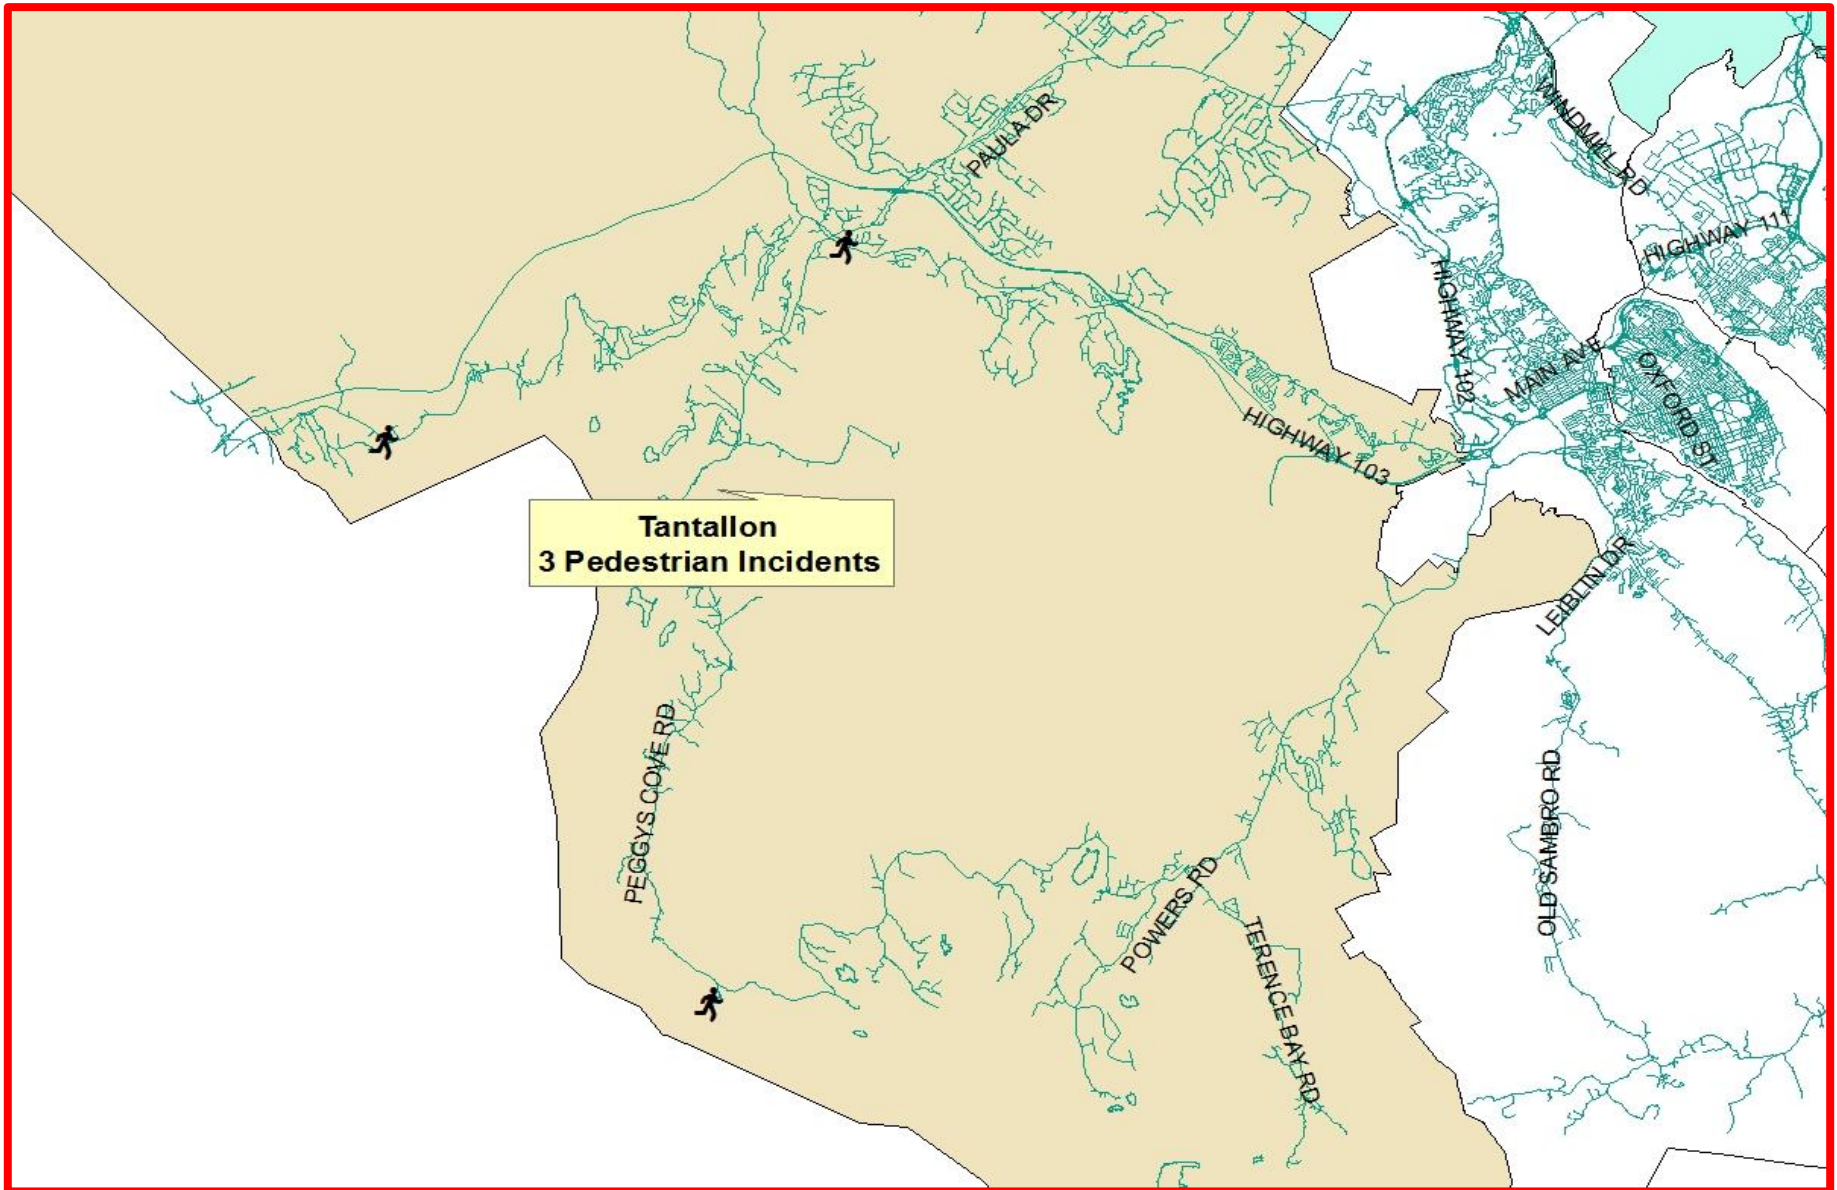 WINDMILL RD
PAULA DR
HIGHWAY 111
HIGHWAY 102
MAIN AVE
OXFORD ST
HIGHWAY 103
Tantallon
3 Pedestrian Incidents
LEIBLIN DR
PEGGYS COVE RD
OLD SAMBRO RD
POWERS RD
TERENCE BAY RD